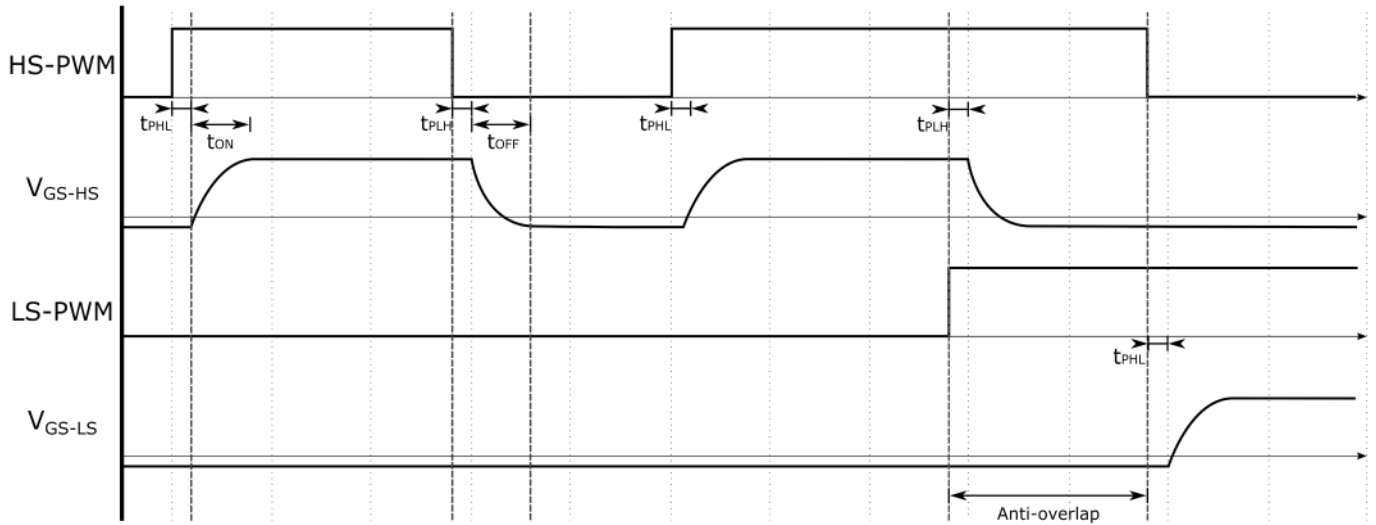 HS-PWM
tPHL
tON
tPLH
tOFF
tPHL
tPLH
VGS-HS
LS-PWM
tPHL
VGS-LS
Anti-overlap